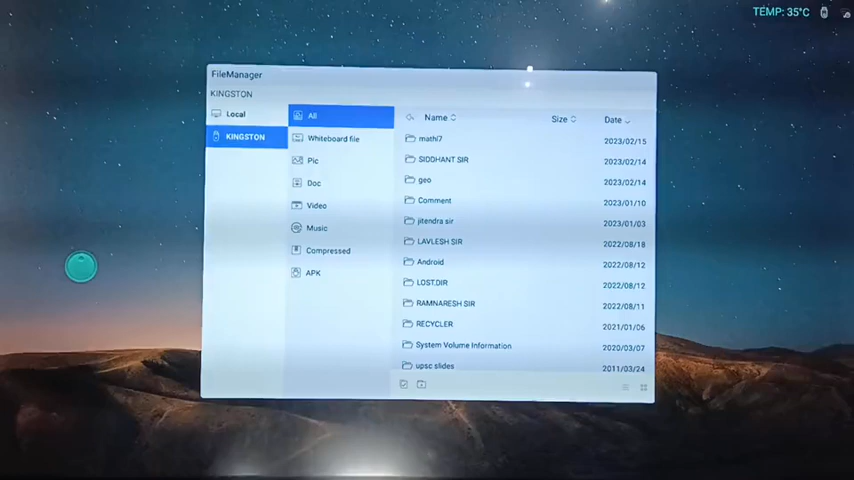 TEMP: 35°C
FileManager
KINGSTON
Local
KINGSTON
All
Whiteboard file
Pic
Doc
Video
Music
Compressed
APK
Name Size Date
mathi7 2023/02/15
SIDDHANT SIR 2023/02/14
geo 2023/02/14
Comment 2023/01/10
jitendra sir 2023/01/03
LAVLESH SIR 2022/08/18
Android 2022/08/12
LOST.DIR 2022/08/12
RAMNARESH SIR 2022/08/11
RECYCLER 2021/01/06
System Volume Information 2020/03/07
upsc slides 2011/03/24